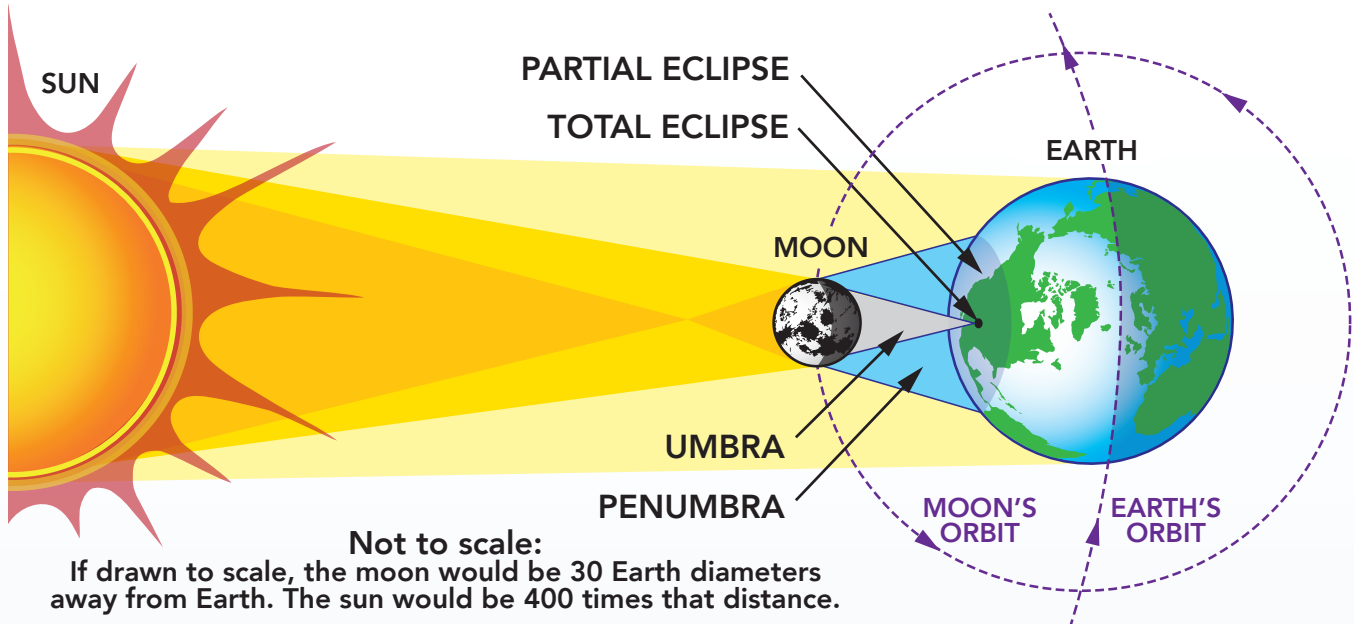 SUN
PARTIAL ECLIPSE
TOTAL ECLIPSE
EARTH
MOON
UMBRA
PENUMBRA
MOON'S
ORBIT
EARTH'S
ORBIT
Not to scale:
If drawn to scale, the moon would be 30 Earth diameters
away from Earth. The sun would be 400 times that distance.